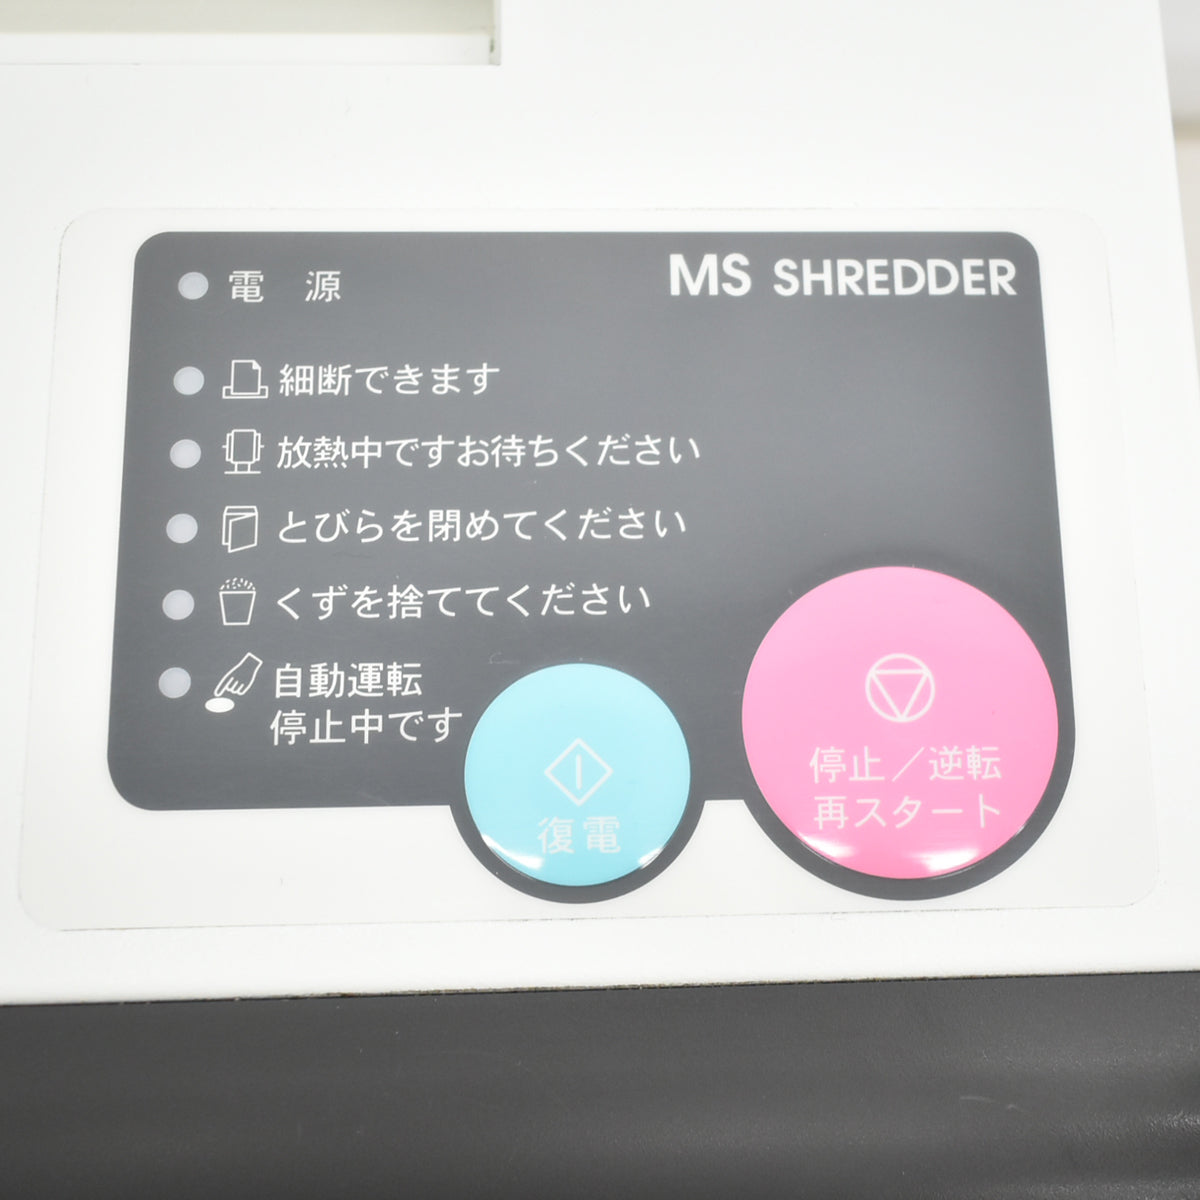 電 源
MS SHREDDER
細断できます
放熱中ですお待ちください
とびらを閉めてください
くずを捨ててください
自動運転
停止中です
復電
停止／逆転
再スタート